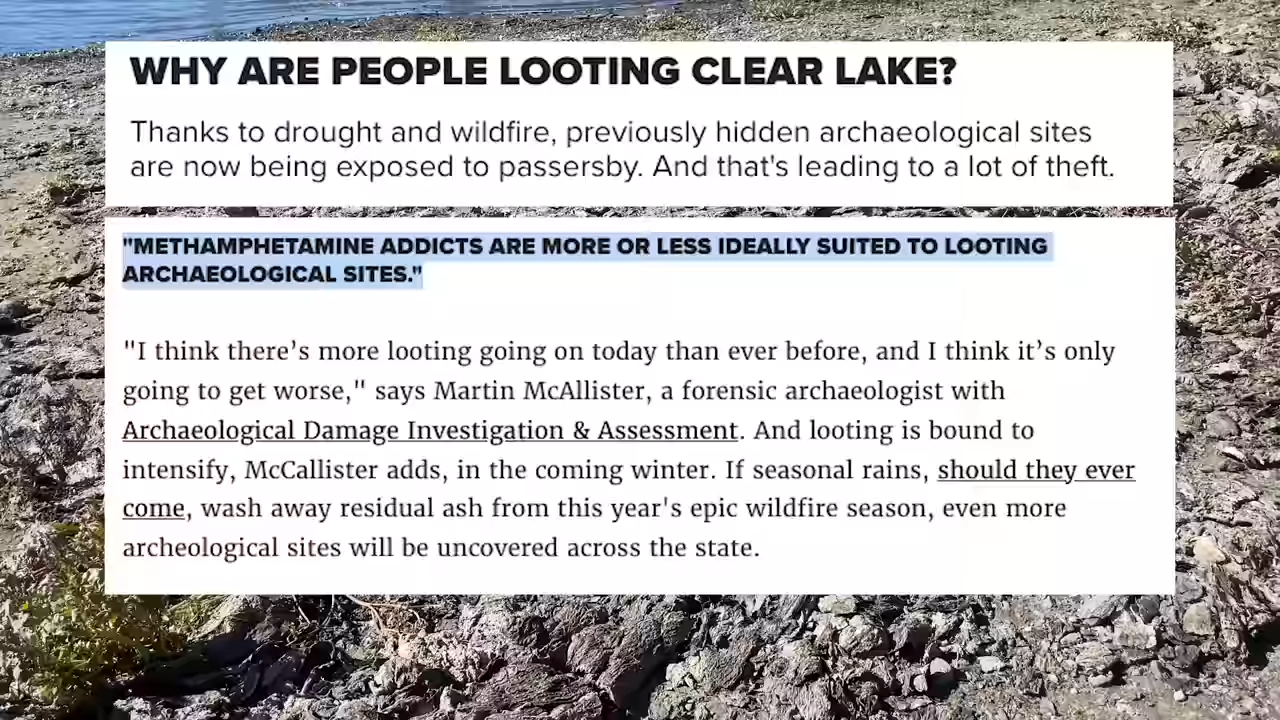 WHY ARE PEOPLE LOOTING CLEAR LAKE?
Thanks to drought and wildfire, previously hidden archaeological sites
are now being exposed to passersby. And that's leading to a lot of theft.
"METHAMPHETAMINE ADDICTS ARE MORE OR LESS IDEALLY SUITED TO LOOTING
ARCHAEOLOGICAL SITES."
"I think there’s more looting going on today than ever before, and I think it’s only
going to get worse," says Martin McAllister, a forensic archaeologist with
Archaeological Damage Investigation & Assessment. And looting is bound to
intensify, McCallister adds, in the coming winter. If seasonal rains, should they ever
come, wash away residual ash from this year's epic wildfire season, even more
archeological sites will be uncovered across the state.